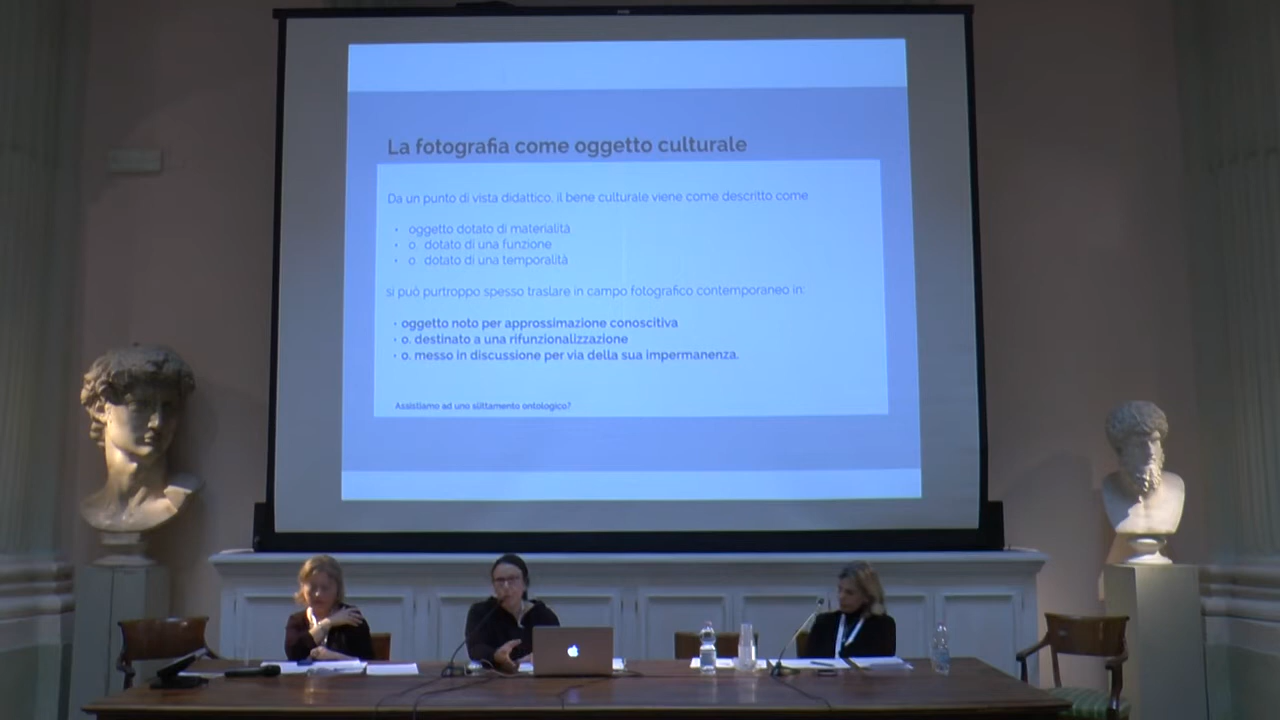 La fotografia come oggetto culturale
Da un punto di vista didattico, il bene culturale viene come descritto come
• oggetto dotato di materialità
• o. dotato di una funzione
• o. dotato di una temporalità
si può purtroppo spesso traslare in campo fotografico contemporaneo in:
• oggetto noto per approssimazione conoscitiva
• o. destinato a una rifunzionalizzazione
• o. messo in discussione per via della sua impermanenza.
Assistiamo ad uno slittamento ontologico?